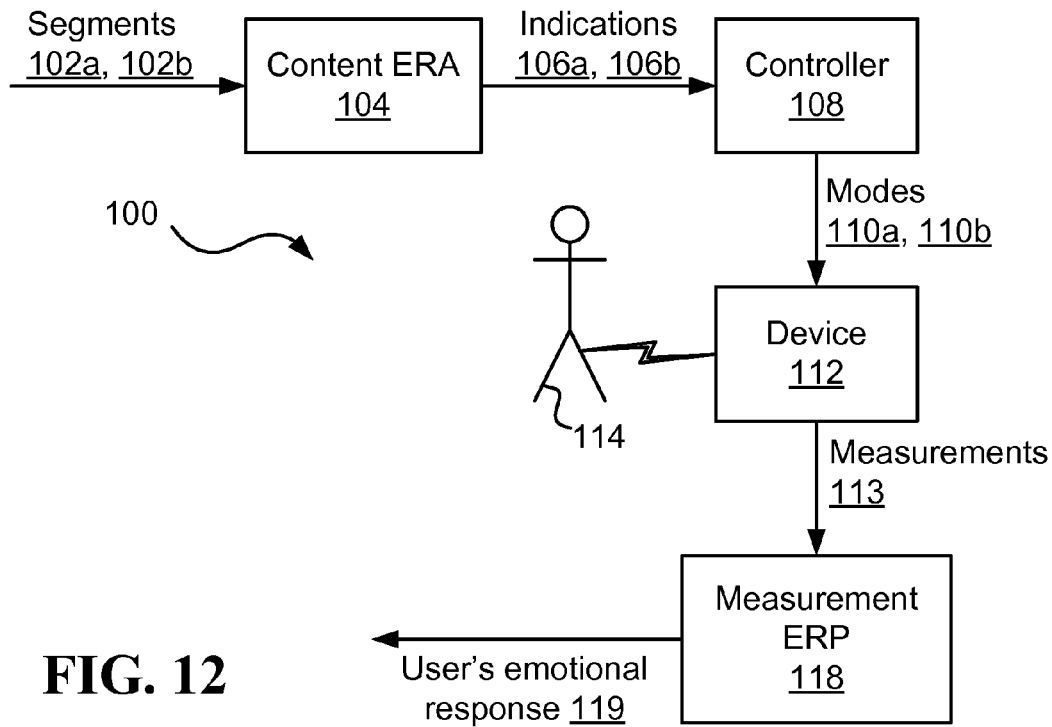 Segments
102a, 102b
Content ERA
104
Indications
106a, 106b
Controller
108
100
Modes
110a, 110b
Device
112
114
Measurements
113
Measurement
ERP
118
User's emotional
response 119
FIG. 12